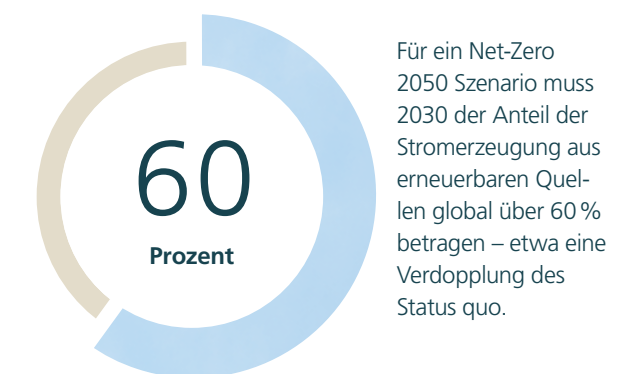 60
Prozent
Für ein Net-Zero
2050 Szenario muss
2030 der Anteil der
Stromerzeugung aus
erneuerbaren Quel-
len global über 60 %
betragen – etwa eine
Verdopplung des
Status quo.